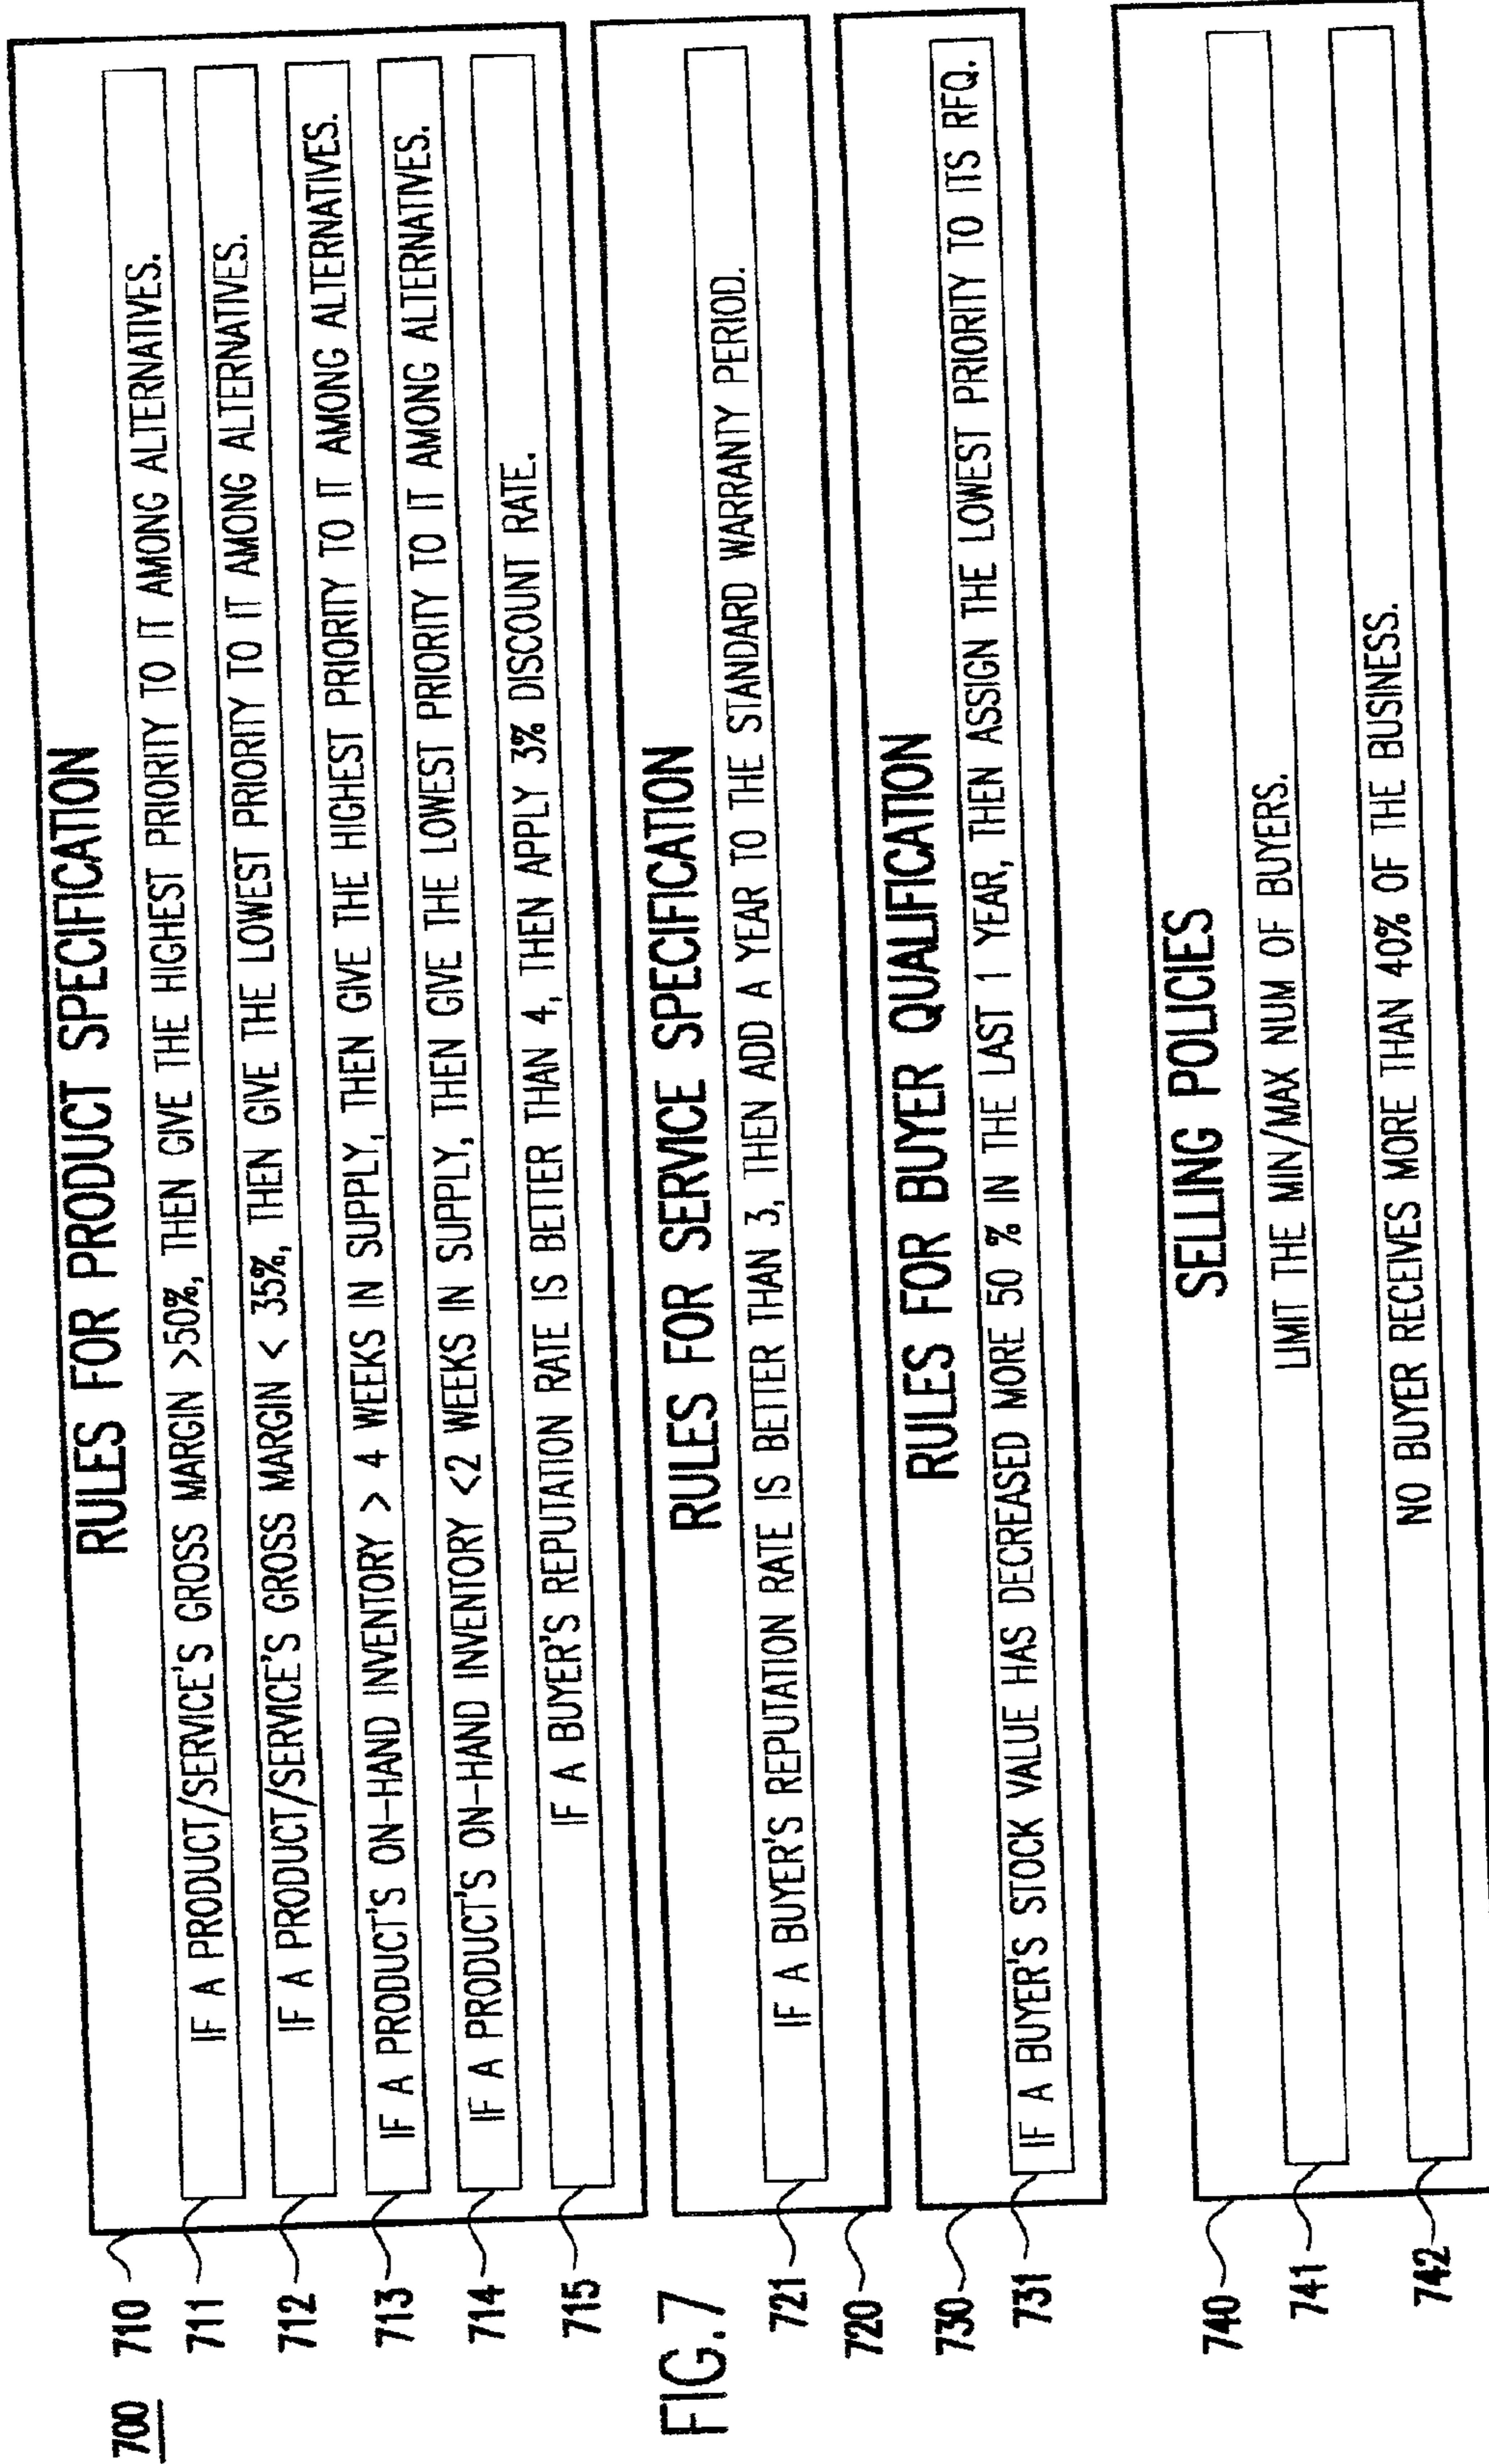 700
710
RULES FOR PRODUCT SPECIFICATION
711
IF A PRODUCT/SERVICE'S GROSS MARGIN >50%, THEN GIVE THE HIGHEST PRIORITY TO IT AMONG ALTERNATIVES.
712
IF A PRODUCT/SERVICE'S GROSS MARGIN < 35%, THEN GIVE THE LOWEST PRIORITY TO IT AMONG ALTERNATIVES.
713
IF A PRODUCT'S ON-HAND INVENTORY > 4 WEEKS IN SUPPLY, THEN GIVE THE HIGHEST PRIORITY TO IT AMONG ALTERNATIVES.
714
IF A PRODUCT'S ON-HAND INVENTORY <2 WEEKS IN SUPPLY, THEN GIVE THE LOWEST PRIORITY TO IT AMONG ALTERNATIVES.
715
IF A BUYER'S REPUTATION RATE IS BETTER THAN 4, THEN APPLY 3% DISCOUNT RATE.
FIG.7
RULES FOR SERVICE SPECIFICATION
721
IF A BUYER'S REPUTATION RATE IS BETTER THAN 3, THEN ADD A YEAR TO THE STANDARD WARRANTY PERIOD.
720
730
RULES FOR BUYER QUALIFICATION
731
IF A BUYER'S STOCK VALUE HAS DECREASED MORE 50 % IN THE LAST 1 YEAR, THEN ASSIGN THE LOWEST PRIORITY TO ITS RFQ.
740
SELLING POLICIES
741
LIMIT THE MIN/MAX NUM OF BUYERS.
742
NO BUYER RECEIVES MORE THAN 40% OF THE BUSINESS.